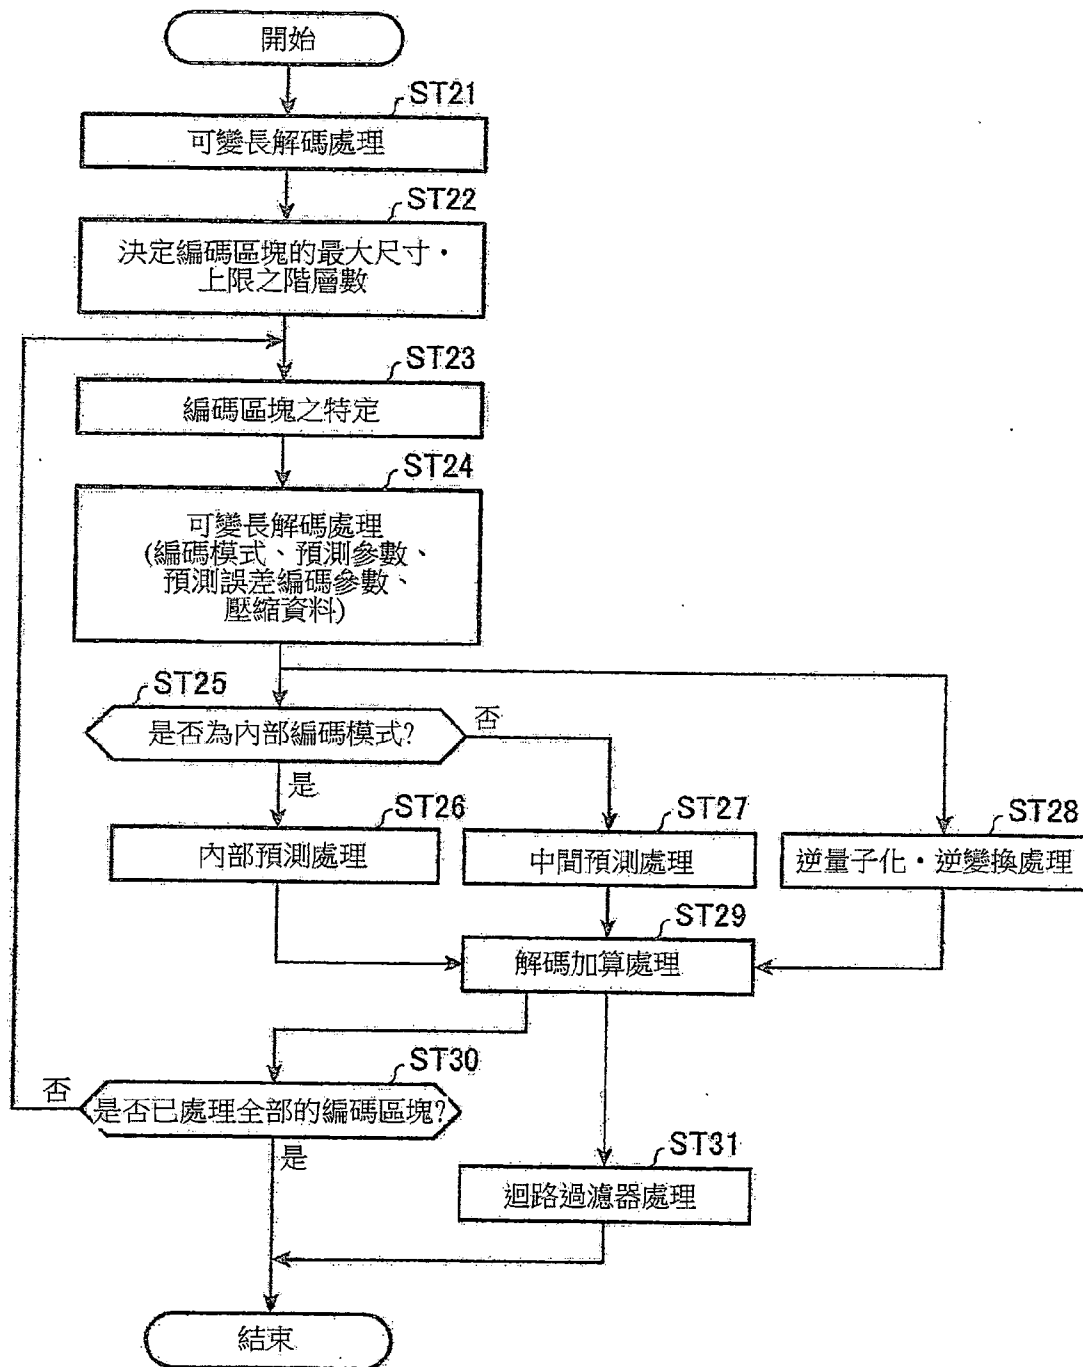 開始
ST21
可變長解碼處理
ST22
決定編碼區塊的最大尺寸・
上限之階層數
ST23
編碼區塊之特定
ST24
可變長解碼處理
(編碼模式、預測參數、
預測誤差編碼參數、
壓縮資料)
ST25
是否為內部編碼模式?
否
是
ST26
內部預測處理
ST27
中間預測處理
ST28
逆量子化・逆變換處理
ST29
解碼加算處理
ST30
否
是否已處理全部的編碼區塊?
是
ST31
迴路過濾器處理
結束